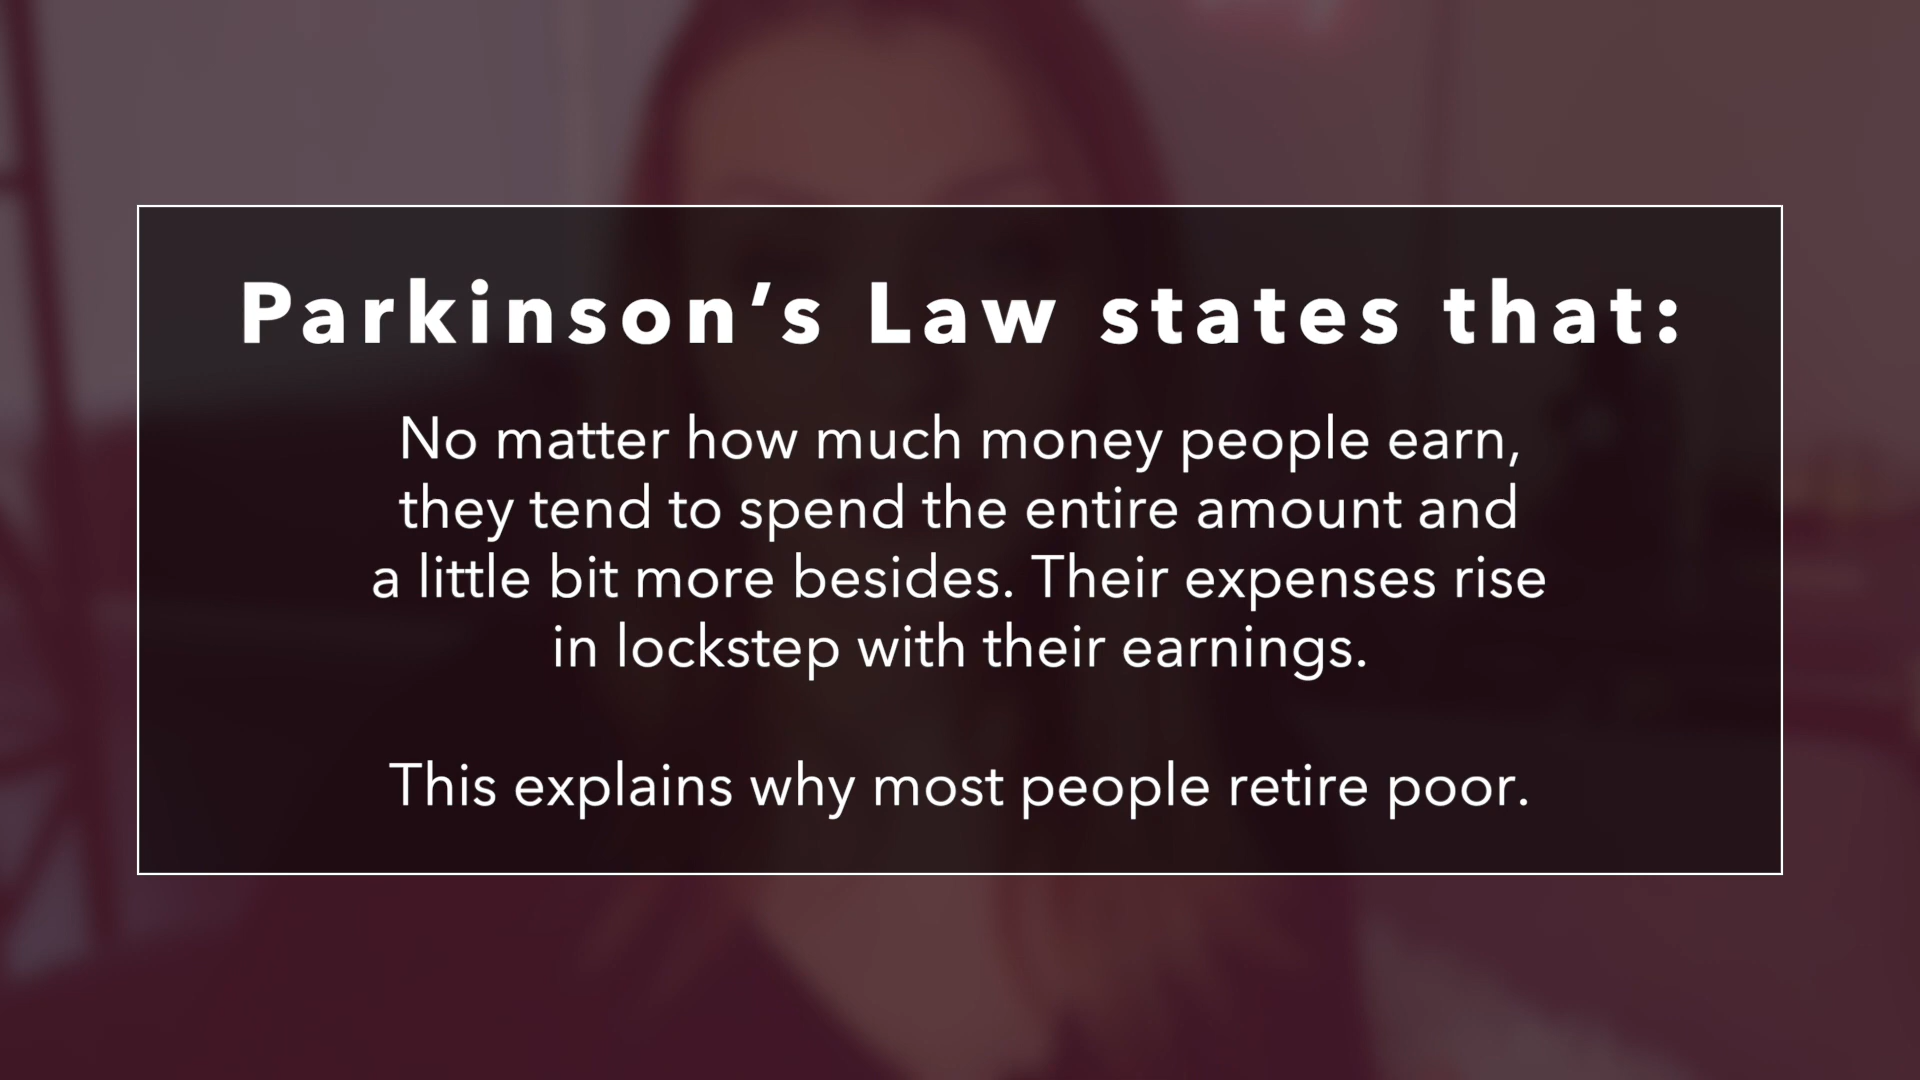 Parkinson’s Law states that:
No matter how much money people earn,
they tend to spend the entire amount and
a little bit more besides. Their expenses rise
in lockstep with their earnings.
This explains why most people retire poor.